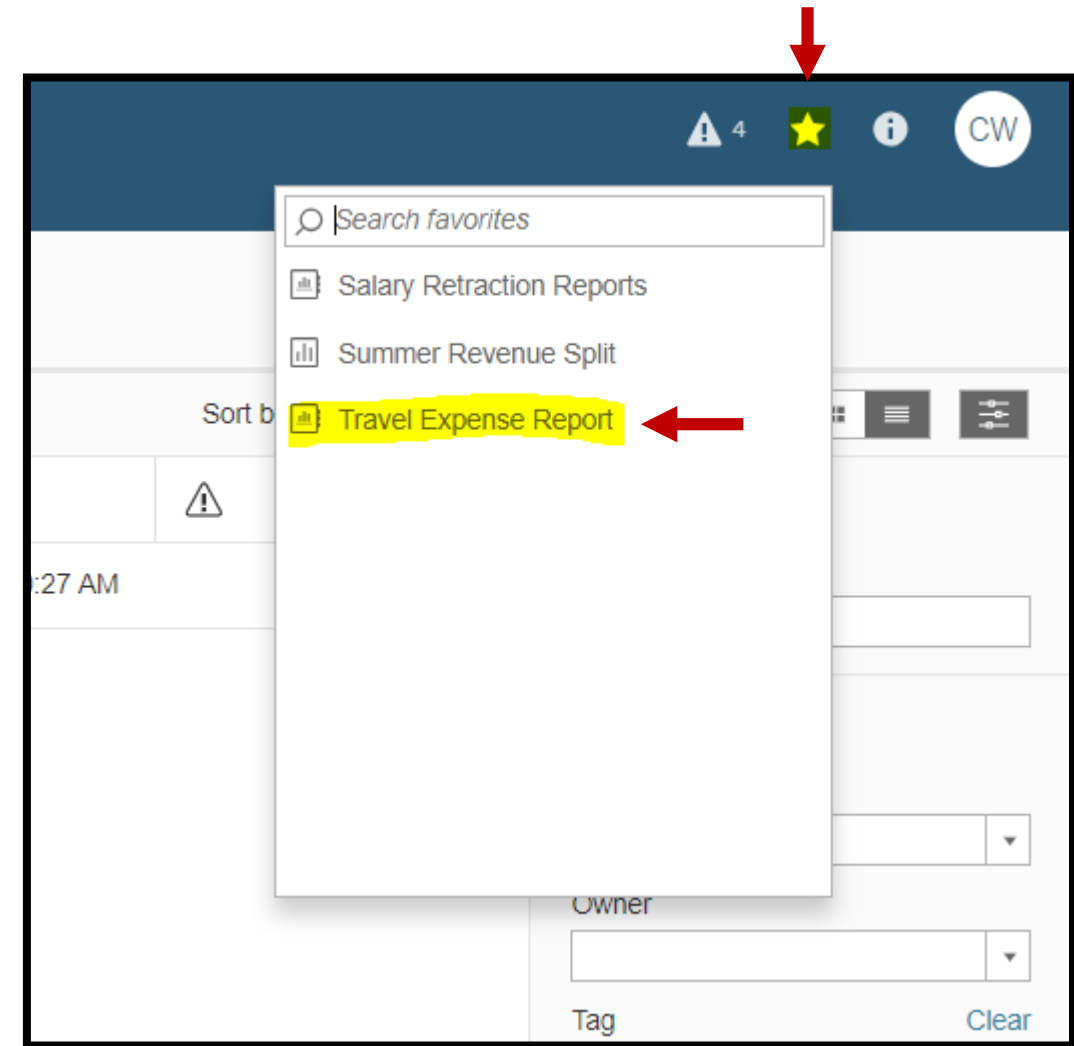 4
CW
Search favorites
Salary Retraction Reports
Summer Revenue Split
Sort b
Travel Expense Report
:27 AM
Owner
Tag
Clear